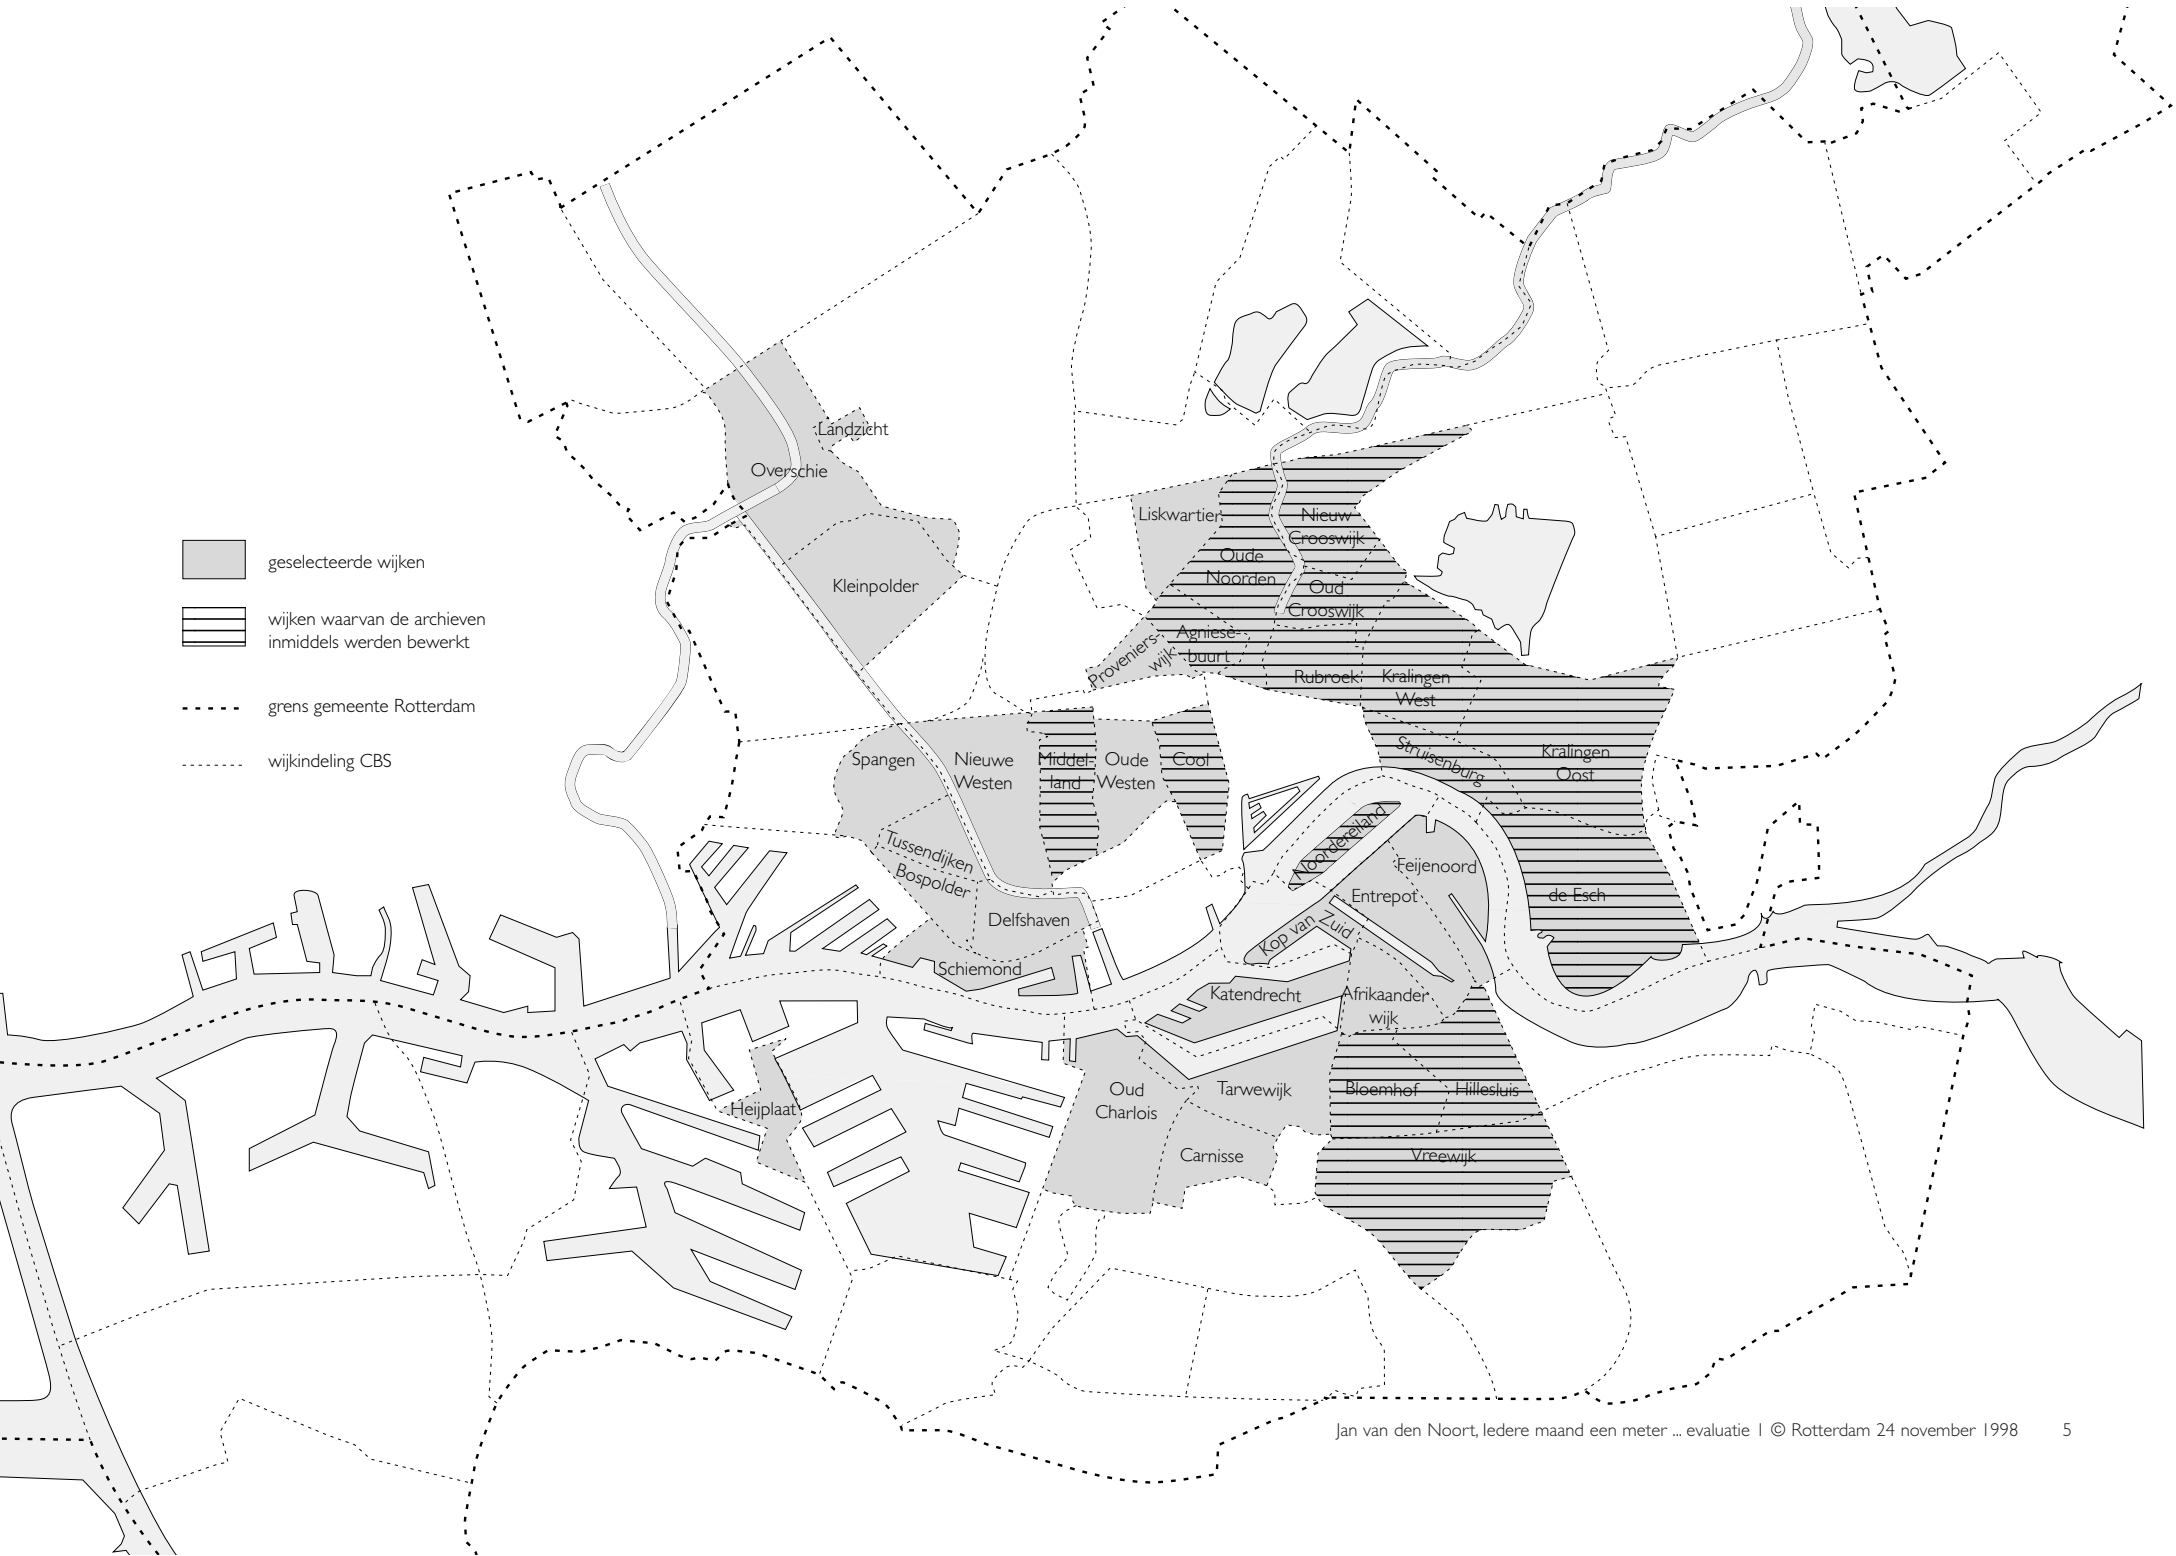 Landzicht
Overschie
Kleinpolder
geselecteerde wijken
wijken waarvan de archieven
inmiddels werden bewerkt
grens gemeente Rotterdam
wijkindeling CBS
Liskwartier
Nieuw
Crooswijk
Oude
Noorden
Oud
Crooswijk
Proveniers-
wijk
Agniese-
buurt
Rubroek
Kralingen
West
Struisenburg
Kralingen
Oost
Spangen
Nieuwe
Westen
Middel-
land
Oude
Westen
Cool
Tussendijken
Bospolder
Delfshaven
Schiemond
Noordereiland
Feijenoord
Entrepot
Kop van Zuid
de Esch
Katendrecht
Afrikaander
wijk
Heijplaat
Oud
Charlois
Tarwewijk
Bloemhof
Hillesluis
Carnisse
Vreewijk
Jan van den Noort, Iedere maand een meter ... evaluatie | © Rotterdam 24 november 1998 5